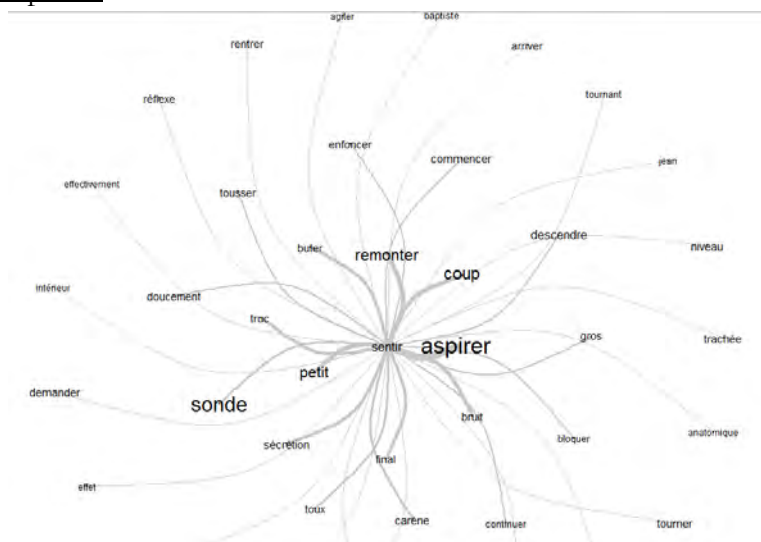 agiter
baptiste
rentrer
arriver
réflexe
tournant
enfoncer
commencer
jean
effectivement
tousser
buter
remonter
descendre
niveau
coup
intérieur
doucement
troc
sentir
aspirer
gros
trachée
petit
demander
sonde
bruit
anatomique
sécrétion
final
bloquer
effet
toux
carène
continuer
tourner